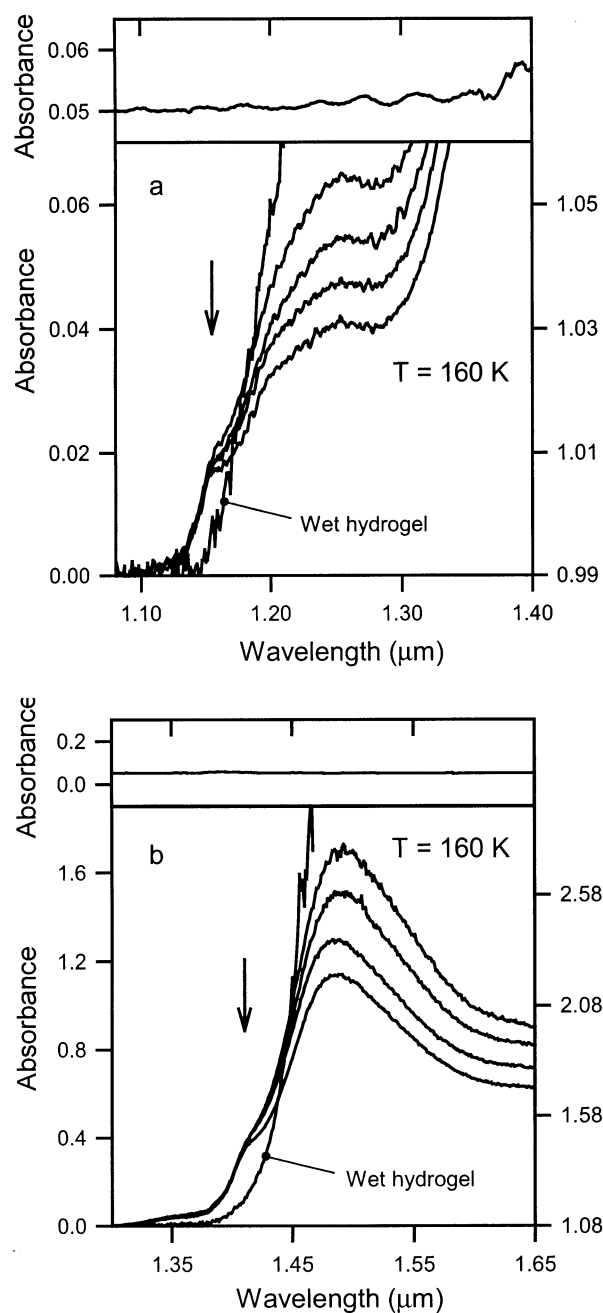 Absorbance
0.06
0.05
a
Absorbance
0.06
0.04
0.02
0.00
1.05
1.03
1.01
0.99
T = 160 K
Wet hydrogel
1.10 1.20 1.30 1.40
Wavelength (μm)
Absorbance
0.2
0.0
b
T = 160 K
Absorbance
1.6
1.2
0.8
0.4
0.0
2.58
2.08
1.58
1.08
Wet hydrogel
1.35 1.45 1.55 1.65
Wavelength (μm)